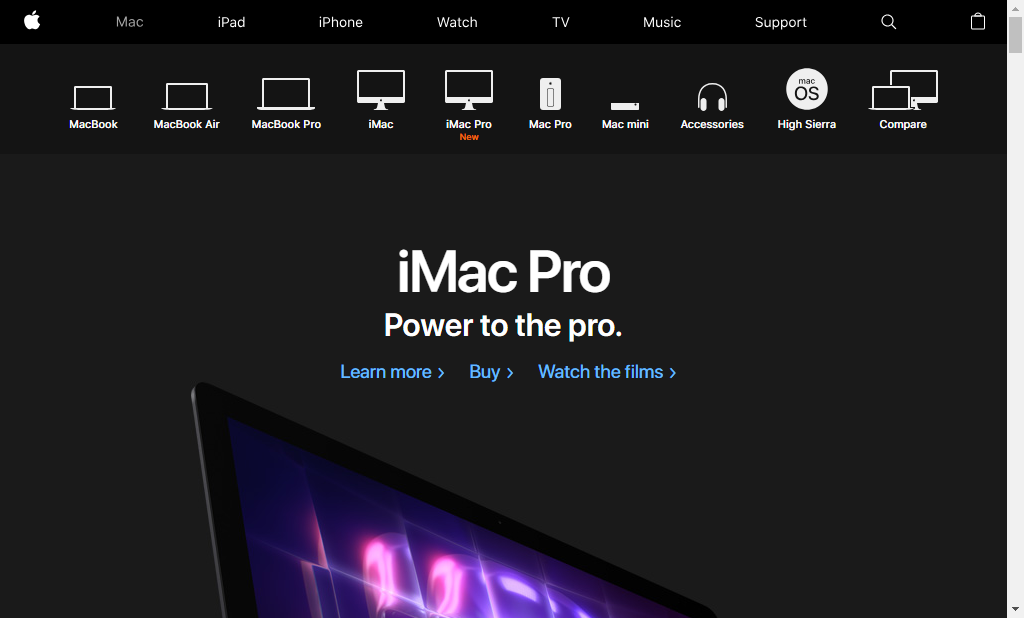 Mac iPad iPhone Watch TV Music Support
mac
OS
MacBook MacBook Air MacBook Pro iMac iMac Pro Mac Pro Mac mini Accessories High Sierra Compare
New
iMac Pro
Power to the pro.
Learn more › Buy › Watch the films ›